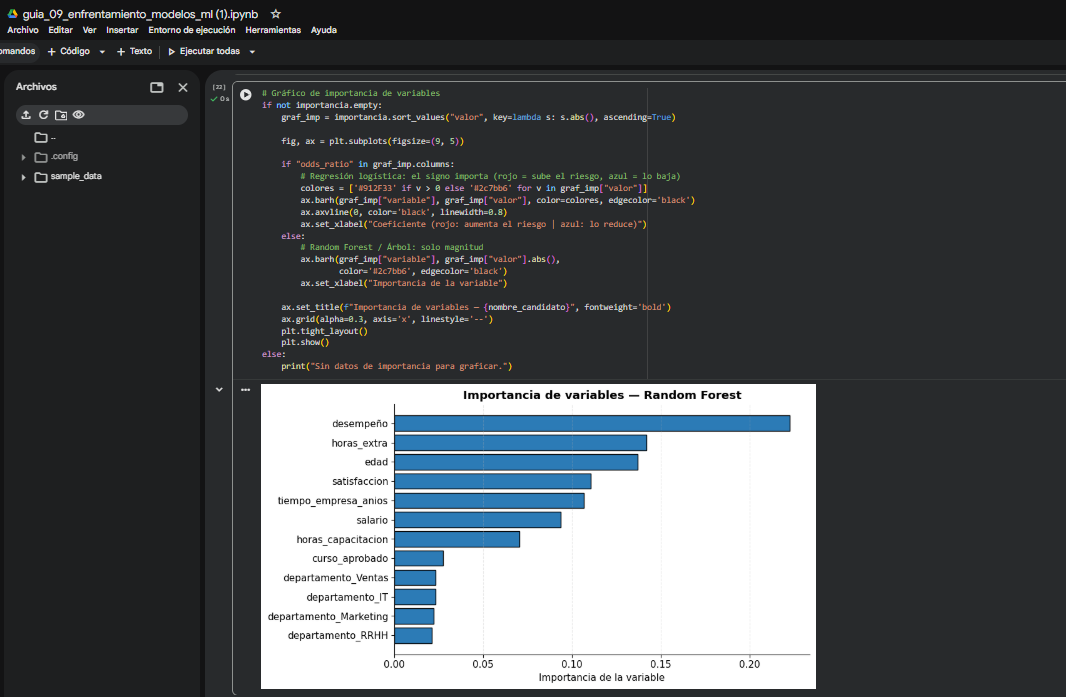 guia_09_enfrentamiento_modelos_ml (1).ipynb
Archivo Editar Ver Insertar Entorno de ejecución Herramientas Ayuda
omandos + Código + Texto Ejecutar todas
Archivos
..
.config
sample_data
[23]
0 s
# Gráfico de importancia de variables
if not importancia.empty:
    graf_imp = importancia.sort_values("valor", key=lambda s: s.abs(), ascending=True)
    fig, ax = plt.subplots(figsize=(9, 5))
    if "odds_ratio" in graf_imp.columns:
        # Regresión logística: el signo importa (rojo = sube el riesgo, azul = lo baja)
        colores = ['#912F33' if v > 0 else '#2c7bb6' for v in graf_imp["valor"]]
        ax.barh(graf_imp["variable"], graf_imp["valor"], color=colores, edgecolor='black')
        ax.axvline(0, color='black', linewidth=0.8)
        ax.set_xlabel("Coeficiente (rojo: aumenta el riesgo | azul: lo reduce)")
    else:
        # Random Forest / Árbol: solo magnitud
        ax.barh(graf_imp["variable"], graf_imp["valor"].abs(),
                color='#2c7bb6', edgecolor='black')
        ax.set_xlabel("Importancia de la variable")
    ax.set_title(f"Importancia de variables — {nombre_candidato}", fontweight='bold')
    ax.grid(alpha=0.3, axis='x', linestyle='--')
    plt.tight_layout()
    plt.show()
else:
    print("Sin datos de importancia para graficar.")
Importancia de variables — Random Forest
desempeño
horas_extra
edad
satisfaccion
tiempo_empresa_anios
salario
horas_capacitacion
curso_aprobado
departamento_Ventas
departamento_IT
departamento_Marketing
departamento_RRHH
0.00 0.05 0.10 0.15 0.20
Importancia de la variable